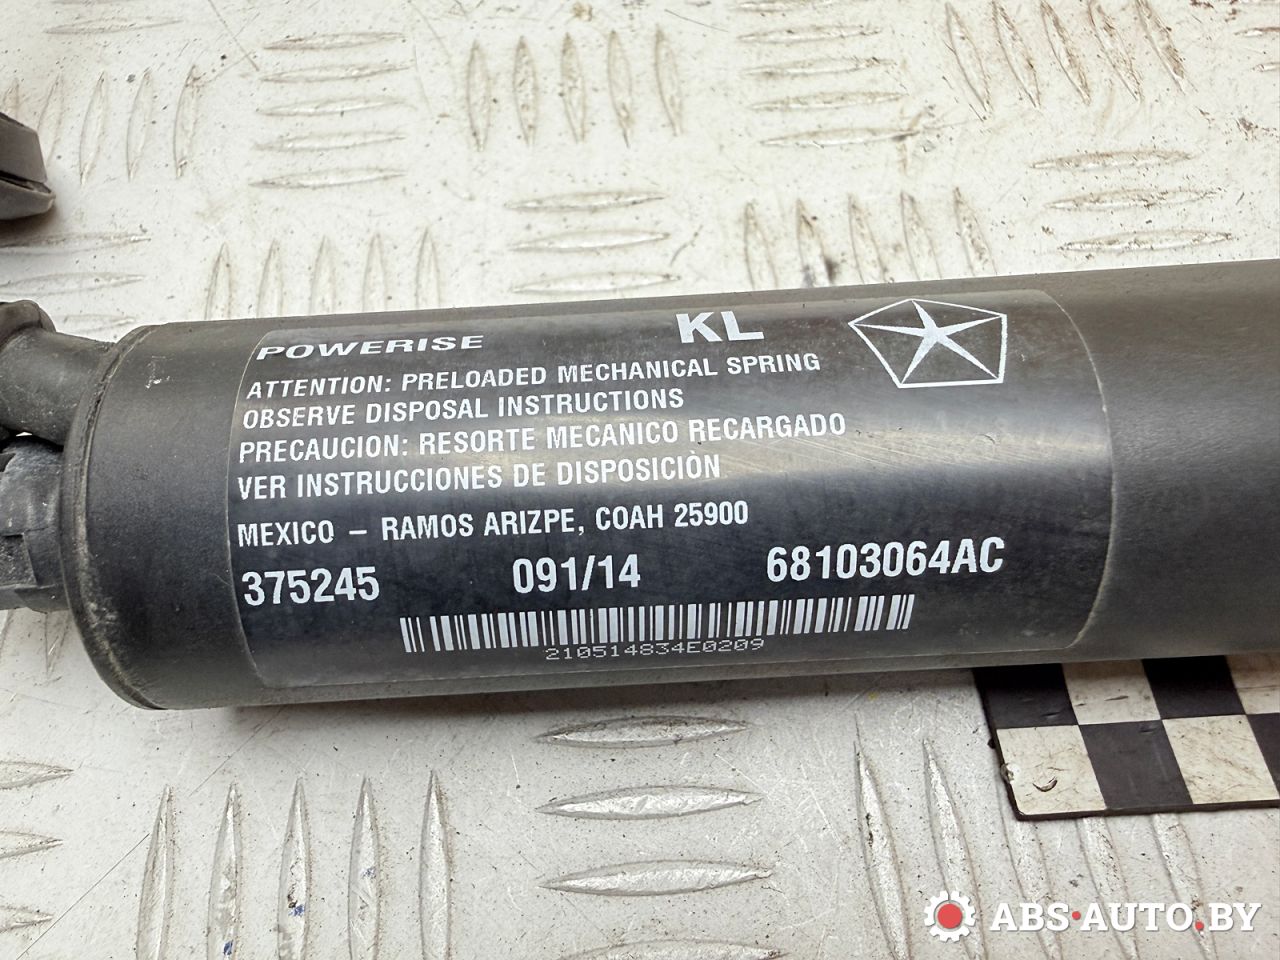 POWERISE
KL
ATTENTION: PRELOADED MECHANICAL SPRING
OBSERVE DISPOSAL INSTRUCTIONS
PRECAUCION: RESORTE MECANICO RECARGADO
VER INSTRUCCIONES DE DISPOSICIÒN
MEXICO – RAMOS ARIZPE, COAH 25900
375245 091/14 68103064AC
210514834E0209
ABS·AUTO.BY